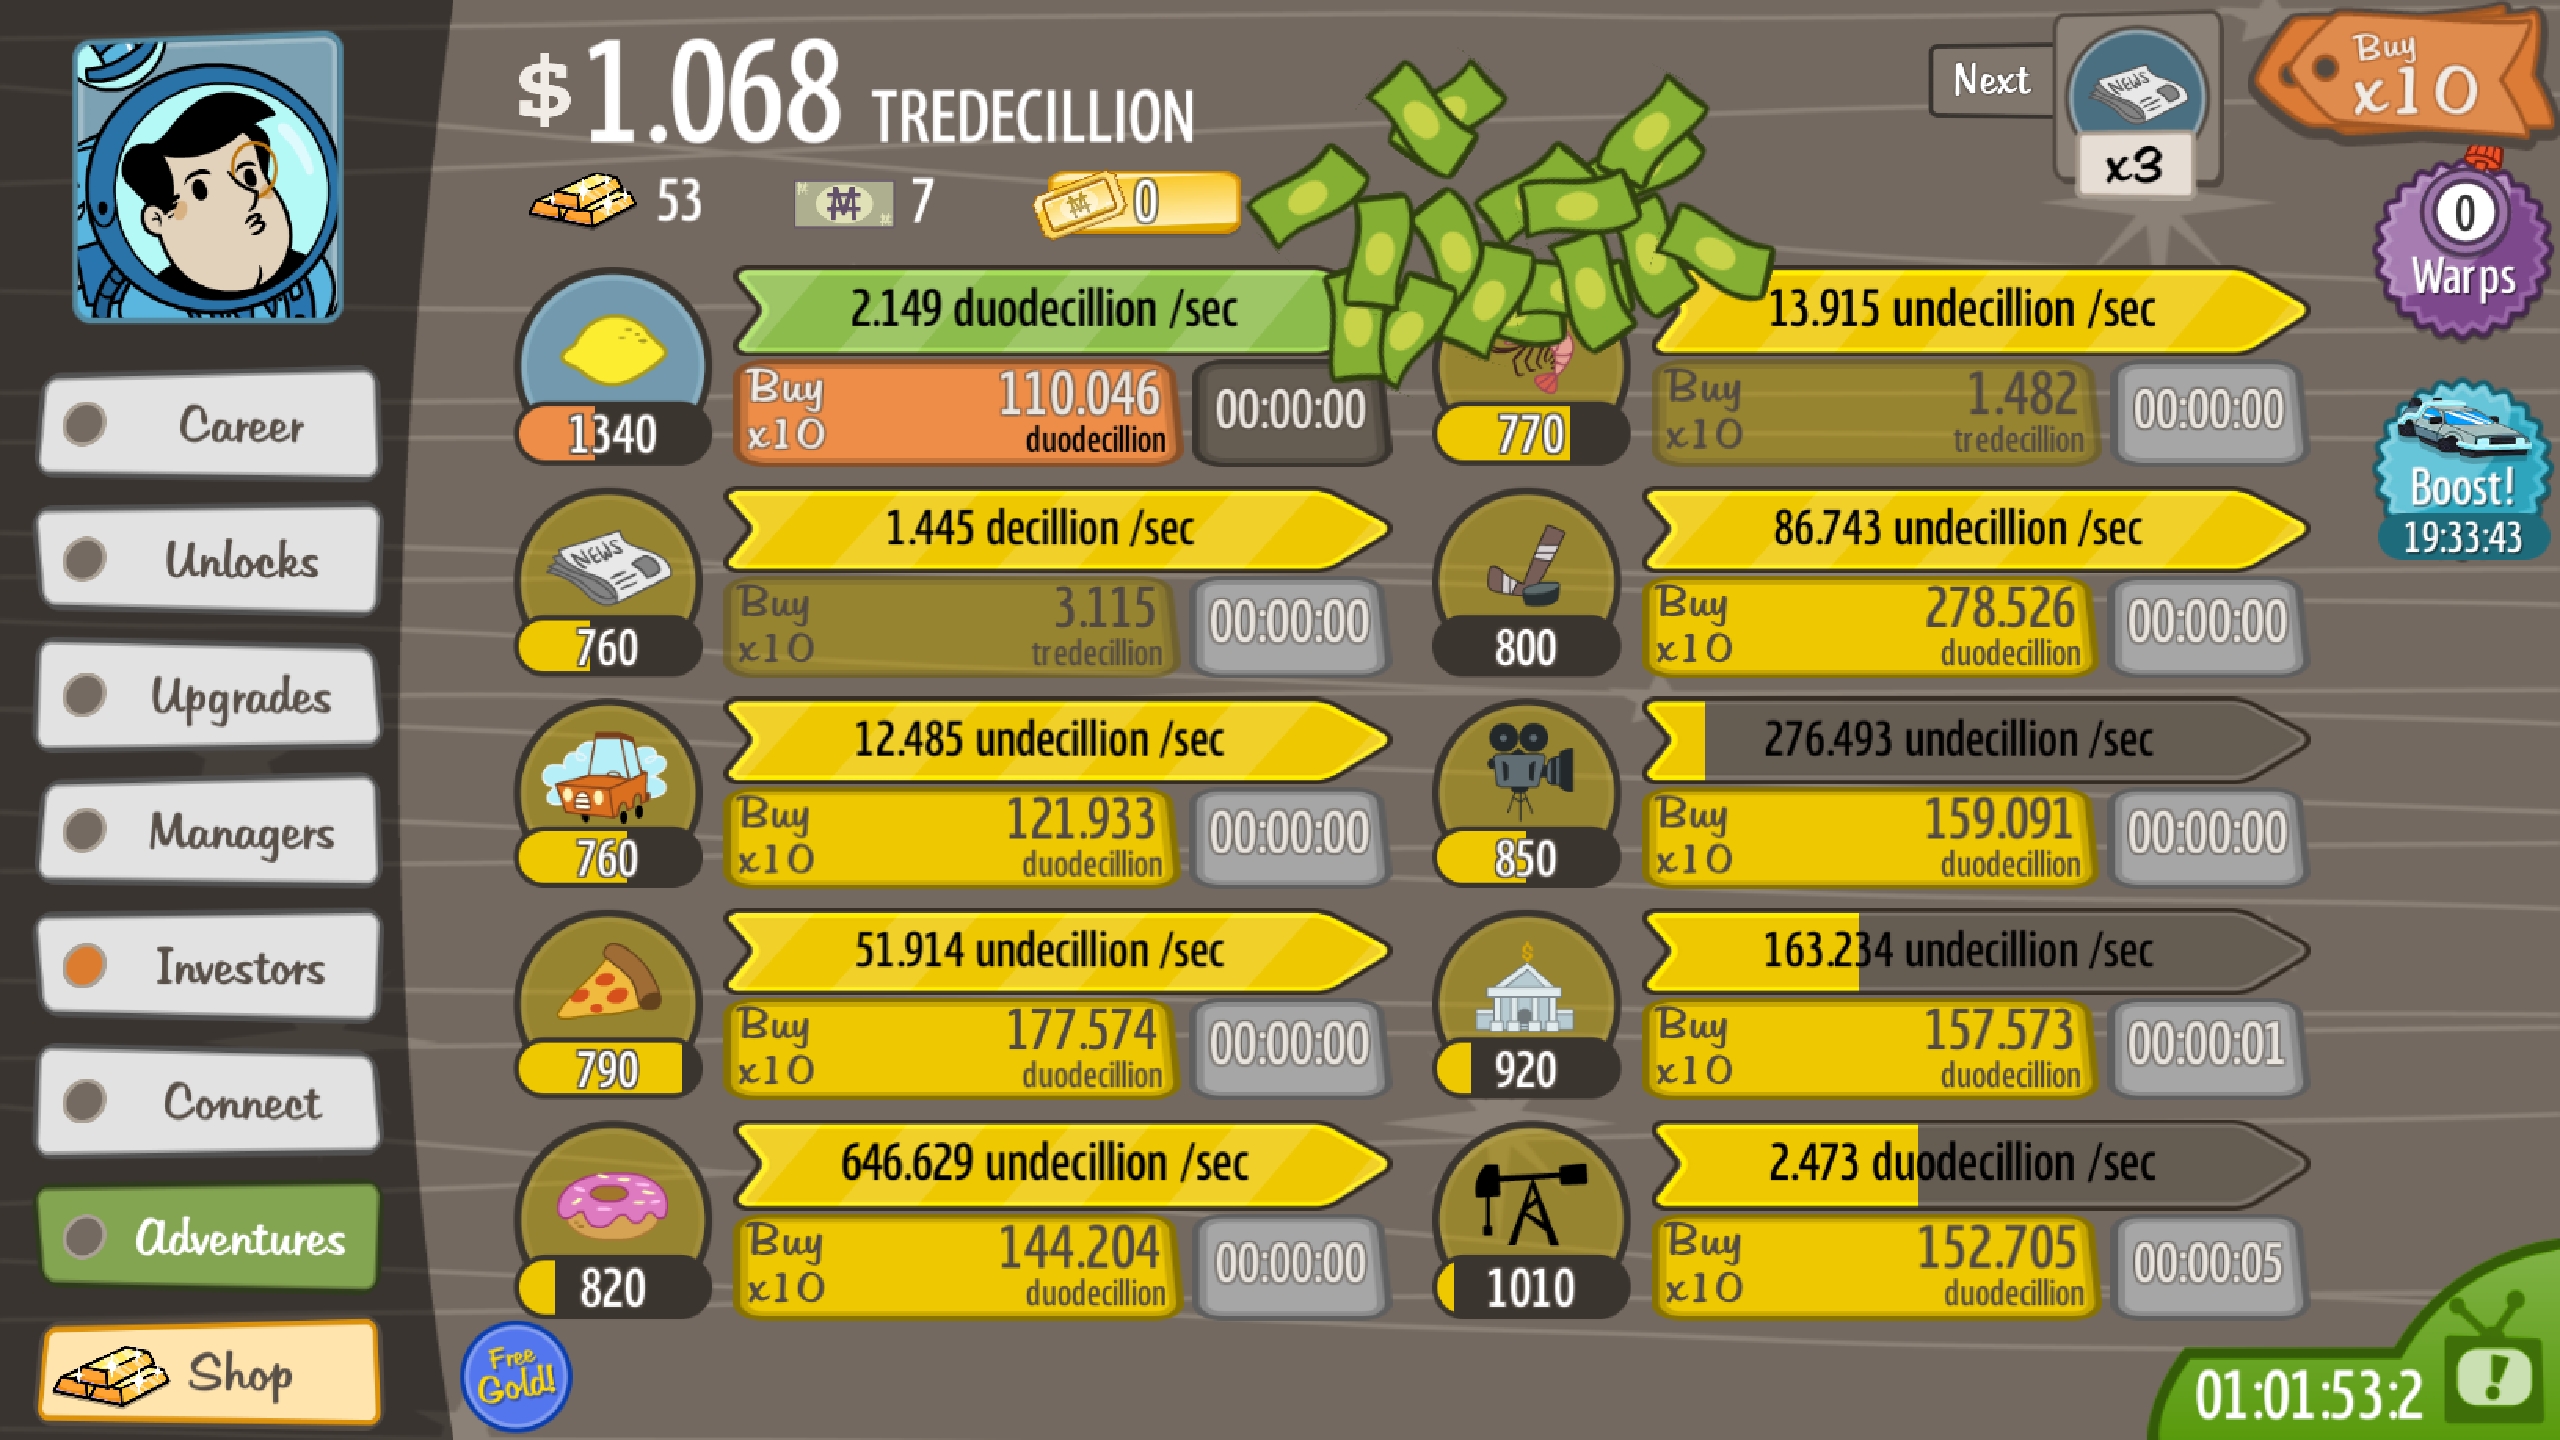 $1.068 TREDECILLION
Next
x3
Buy
x10
53
7
0
0
Warps
Boost!
19:33:43
Career
Unlocks
Upgrades
Managers
Investors
Connect
Adventures
Shop
2.149 duodecillion /sec
1340
Buy 110.046
x10 duodecillion
00:00:00
13.915 undecillion /sec
770
Buy 1.482
x10 tredecillion
00:00:00
1.445 decillion /sec
NEWS
760
Buy 3.115
x10 tredecillion
00:00:00
86.743 undecillion /sec
800
Buy 278.526
x10 duodecillion
00:00:00
12.485 undecillion /sec
760
Buy 121.933
x10 duodecillion
00:00:00
276.493 undecillion /sec
850
Buy 159.091
x10 duodecillion
00:00:00
51.914 undecillion /sec
790
Buy 177.574
x10 duodecillion
00:00:00
163.234 undecillion /sec
$
920
Buy 157.573
x10 duodecillion
00:00:01
646.629 undecillion /sec
820
Buy 144.204
x10 duodecillion
00:00:00
2.473 duodecillion /sec
1010
Buy 152.705
x10 duodecillion
00:00:05
Free
Gold!
01:01:53:2
!
NEWS